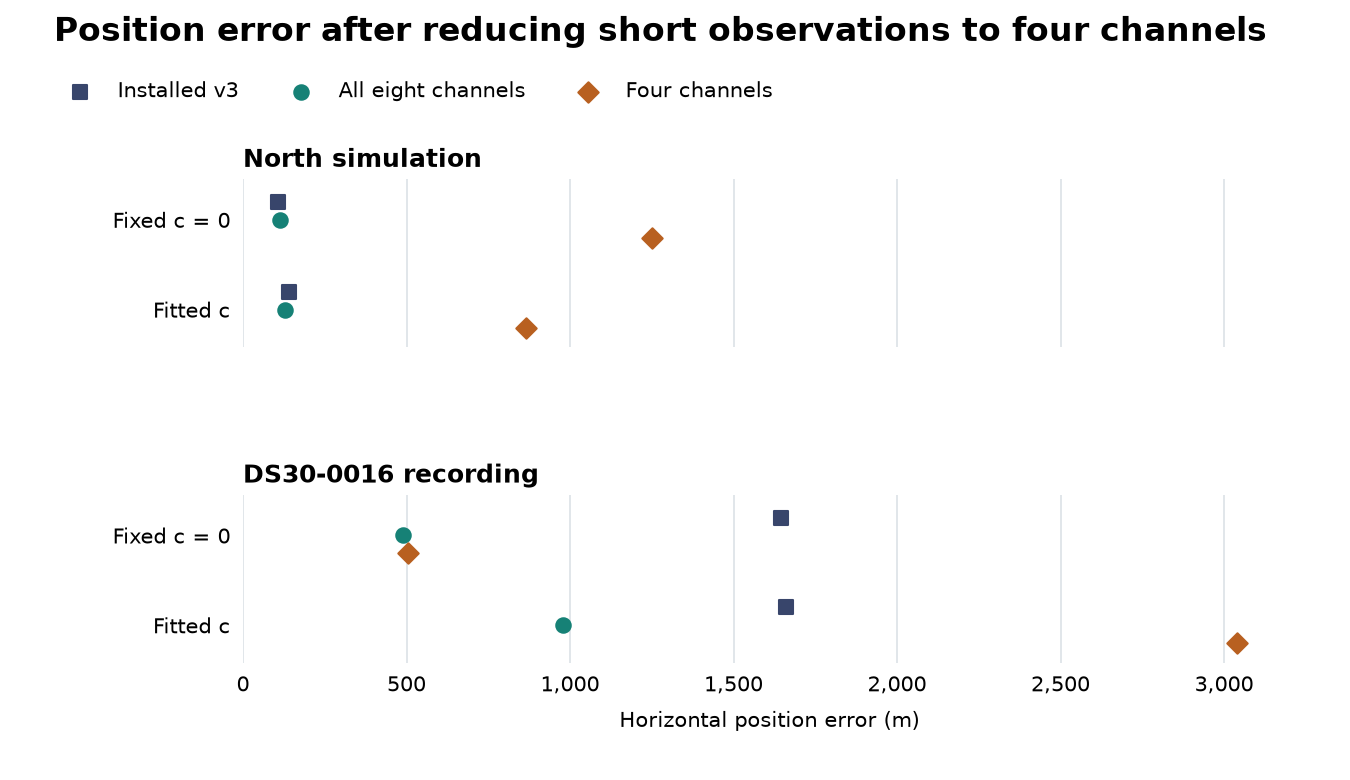 Position error after reducing short observations to four channels
Installed v3
All eight channels
Four channels
North simulation
Fixed c = 0
Fitted c
DS30-0016 recording
Fixed c = 0
Fitted c
0
500
1,000
1,500
2,000
2,500
3,000
Horizontal position error (m)